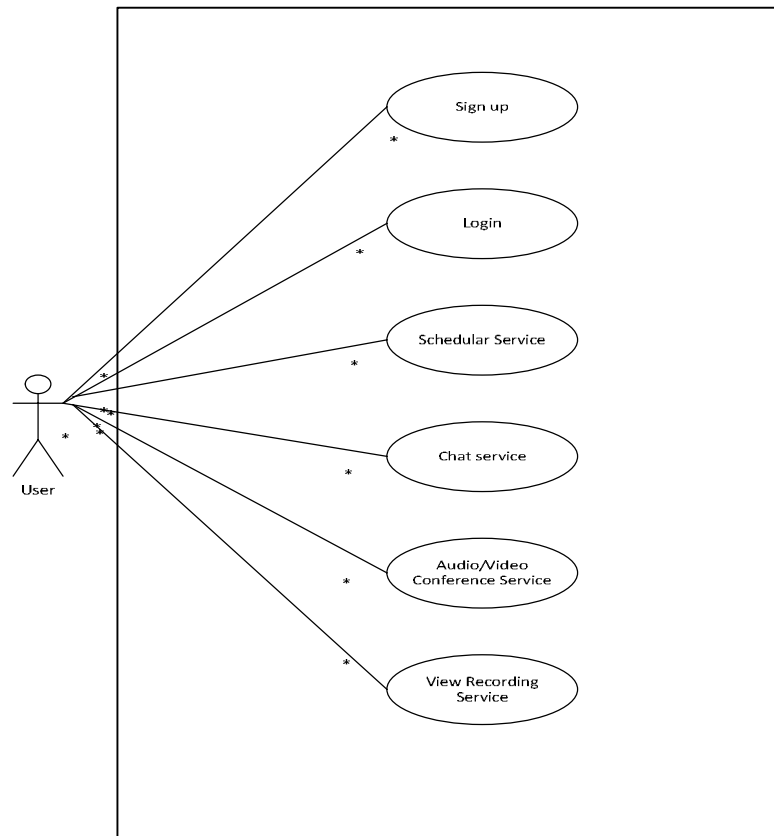 Sign up
*
Login
*
Schedular Service
*
*
*
*
*
*
*
User
Chat service
*
Audio/Video
Conference Service
*
*
View Recording
Service